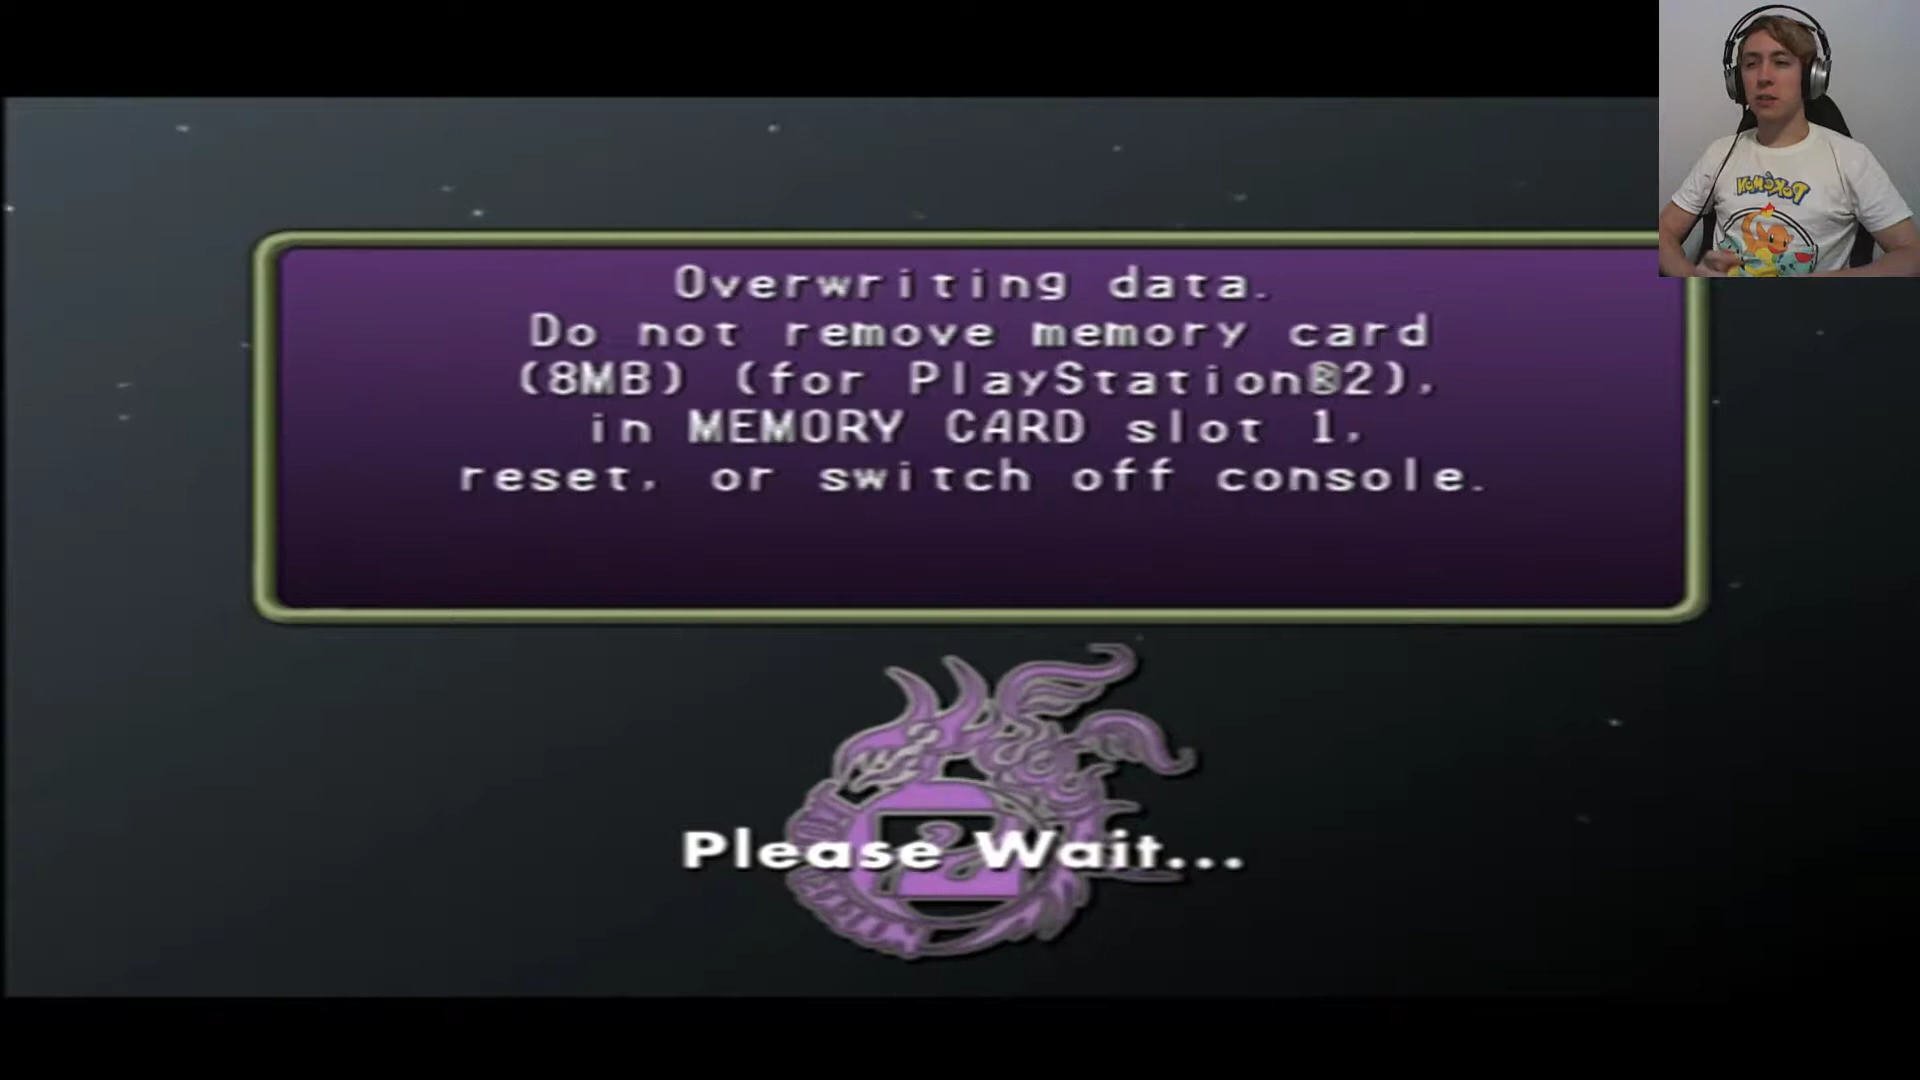 Overwriting data.
Do not remove memory card
(8MB) (for PlayStation®2),
in MEMORY CARD slot 1,
reset, or switch off console.
Please Wait...
POKéMON